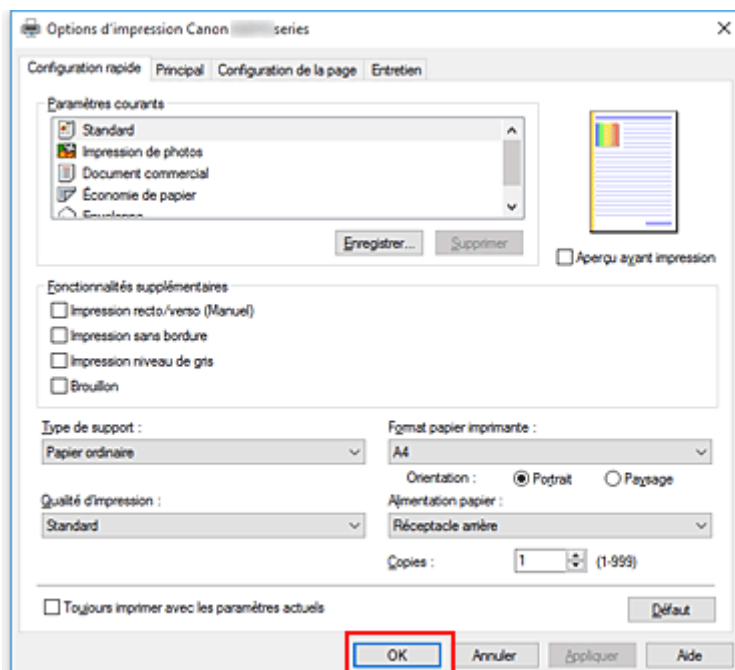 Options d'impression Canon series
Configuration rapide Principal Configuration de la page Entretien
Paramètres courants
Standard
Impression de photos
Document commercial
Économie de papier
Enregistrer... Supprimer
Aperçu avant impression
Fonctionnalités supplémentaires
Impression recto/verso (Manuel)
Impression sans bordure
Impression niveau de gris
Brouillon
Type de support : Format papier imprimante :
Papier ordinaire A4
Orientation : Portrait Paysage
Qualité d'impression : Alimentation papier :
Standard Réceptacle arrière
Copies : 1 (1-999)
Toujours imprimer avec les paramètres actuels Défaut
OK Annuler Appliquer Aide